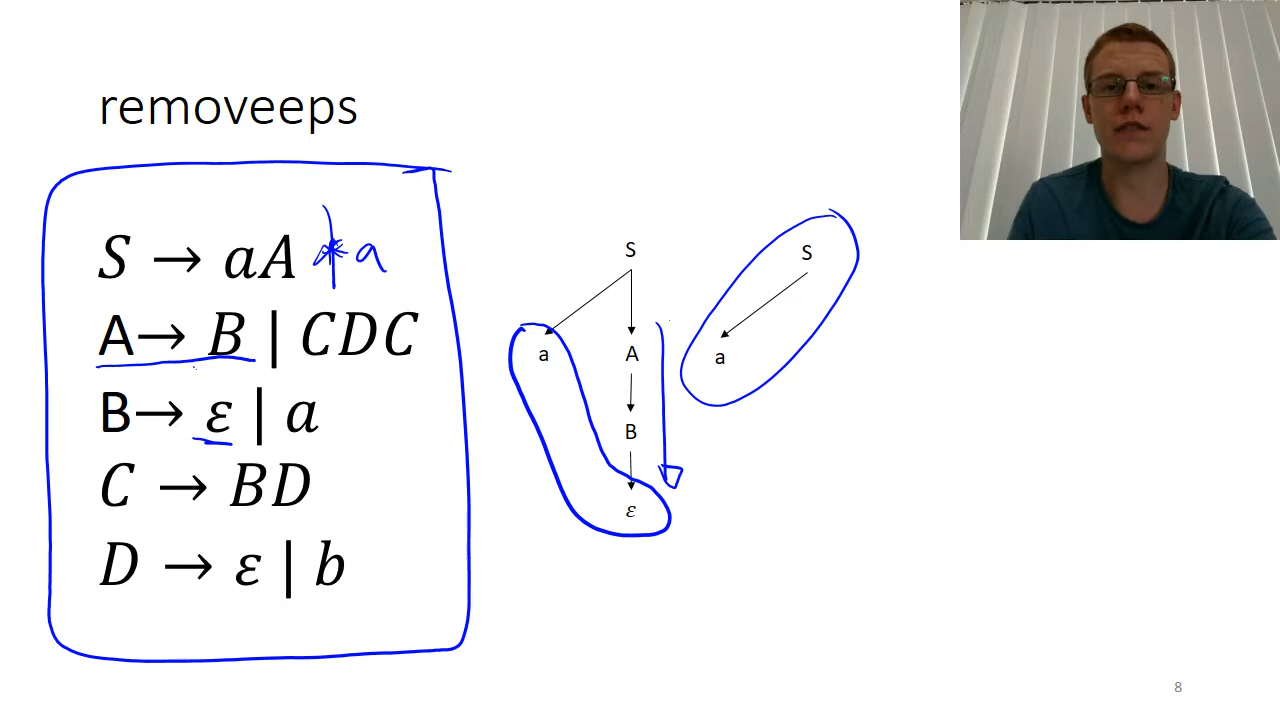 removeeps
S → aA | a
A→ B | CDC
B→ ε | a
C → BD
D → ε | b
S
a A
B
ε
S
a
8